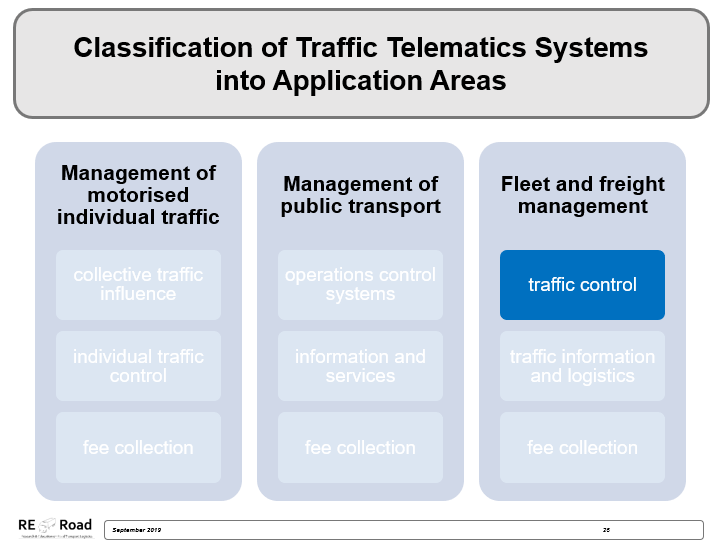 Classification of Traffic Telematics Systems
into Application Areas
Management of
motorised
individual traffic
collective traffic
influence
individual traffic
control
fee collection
Management of
public transport
operations control
systems
information and
services
fee collection
Fleet and freight
management
traffic control
traffic information
and logistics
fee collection
RE Road
September 2019
26